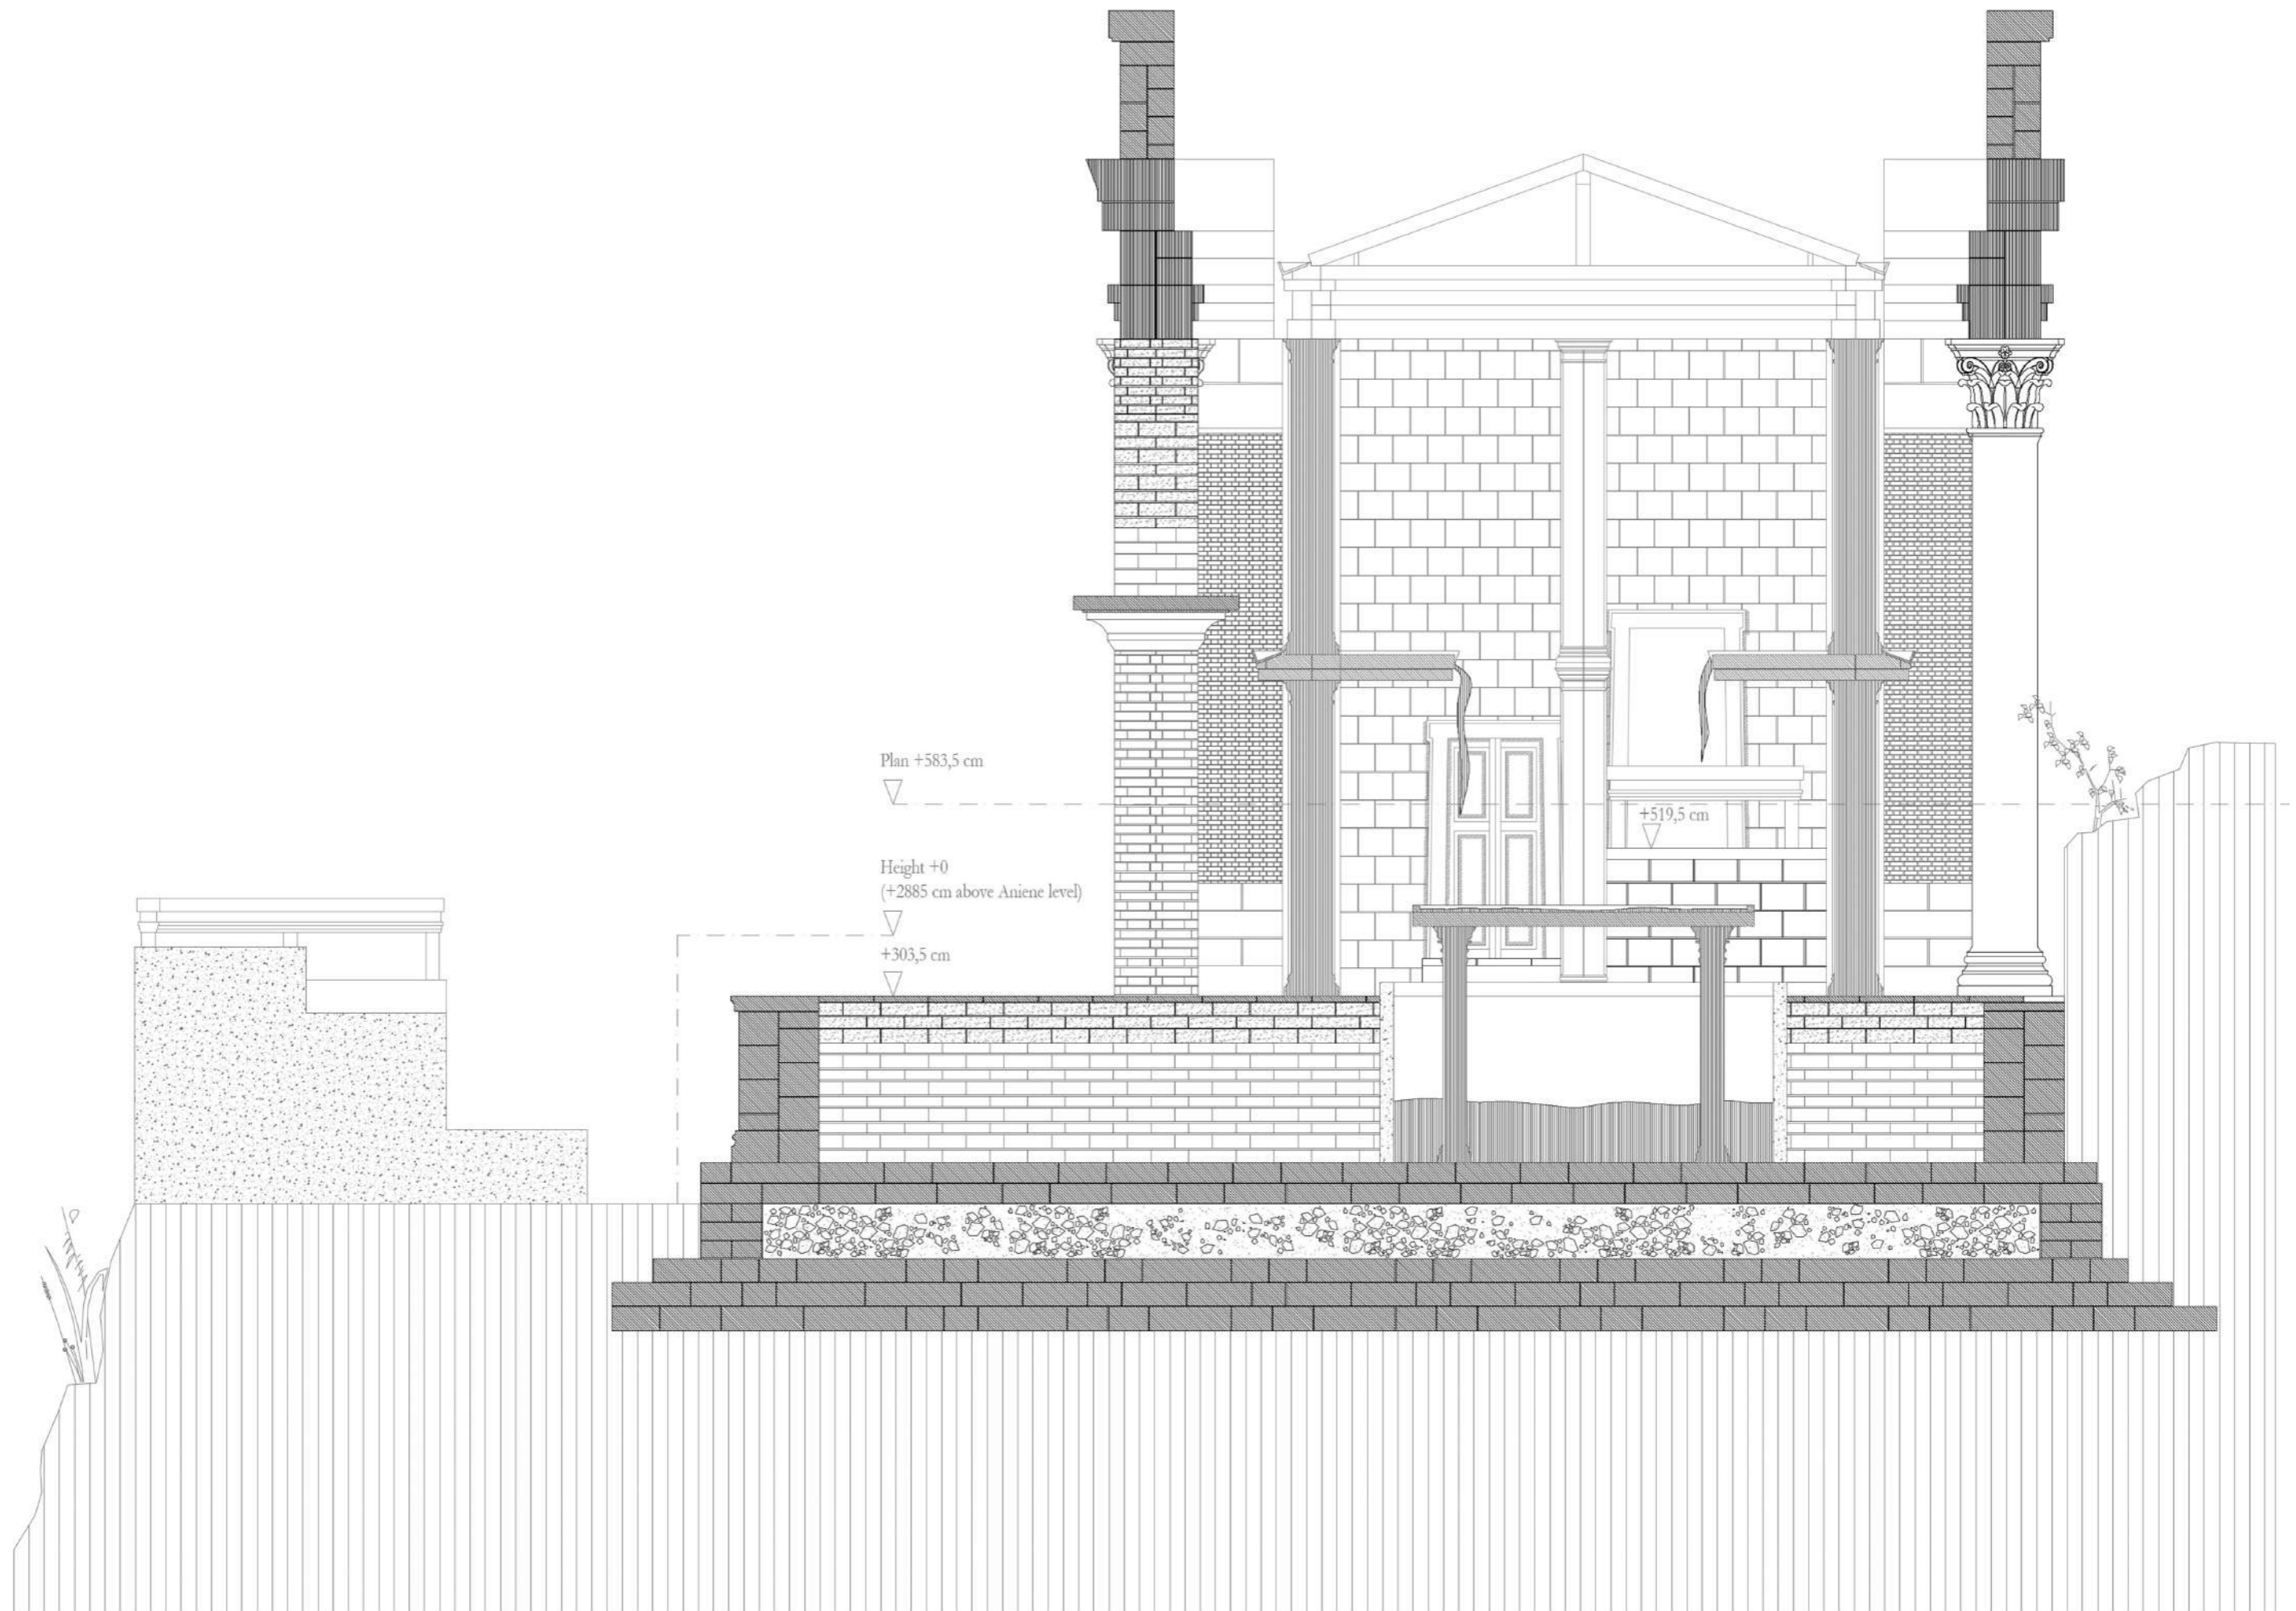 Plan +583,5 cm
+519,5 cm
Height +0
(+2885 cm above Aniene level)
+303,5 cm